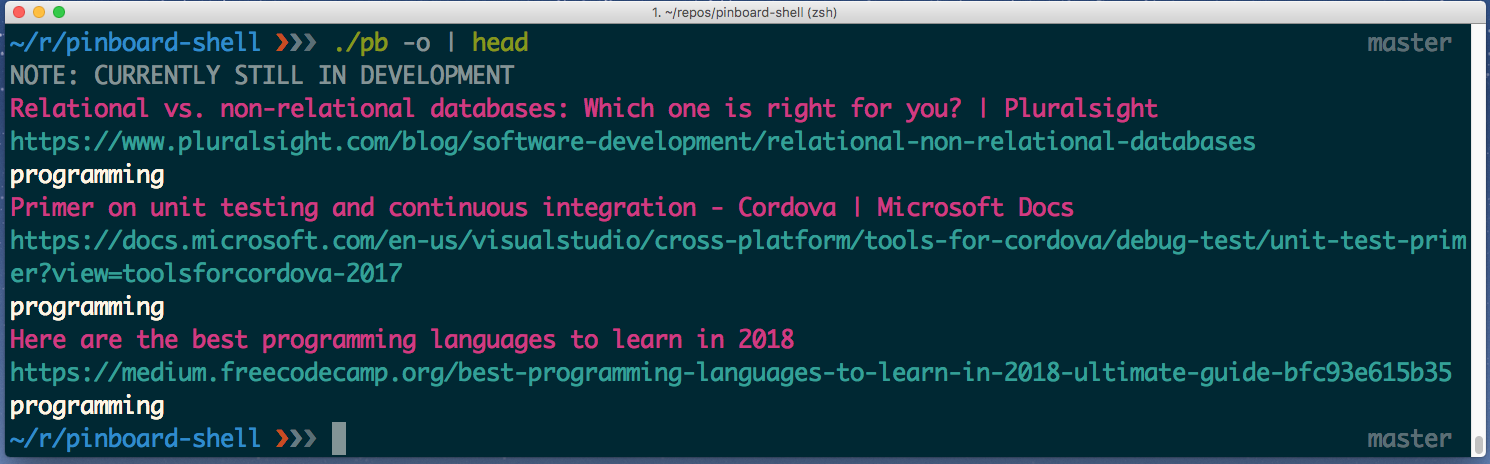 1. ~/repos/pinboard-shell (zsh)
~/r/pinboard-shell ❯❯❯ ./pb -o | head master
NOTE: CURRENTLY STILL IN DEVELOPMENT
Relational vs. non-relational databases: Which one is right for you? | Pluralsight
https://www.pluralsight.com/blog/software-development/relational-non-relational-databases
programming
Primer on unit testing and continuous integration - Cordova | Microsoft Docs
https://docs.microsoft.com/en-us/visualstudio/cross-platform/tools-for-cordova/debug-test/unit-test-prim
er?view=toolsforcordova-2017
programming
Here are the best programming languages to learn in 2018
https://medium.freecodecamp.org/best-programming-languages-to-learn-in-2018-ultimate-guide-bfc93e615b35
programming
~/r/pinboard-shell ❯❯❯ master